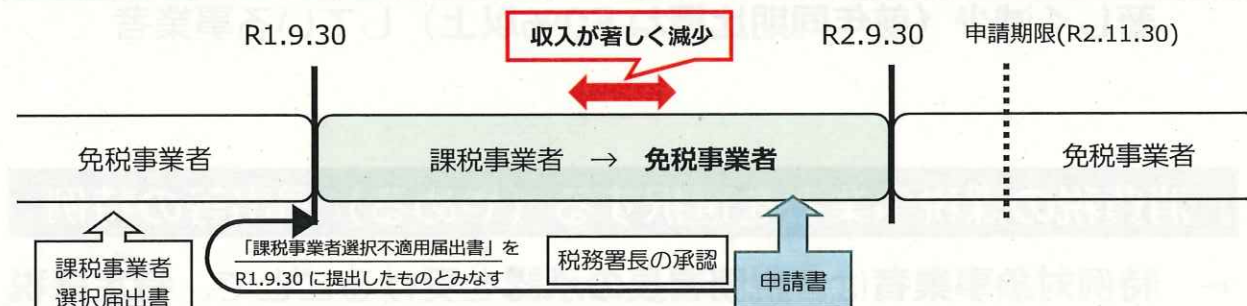 R1.9.30
収入が著しく減少
R2.9.30
申請期限(R2.11.30)
免税事業者
課税事業者 → 免税事業者
免税事業者
課税事業者
選択届出書
「課税事業者選択不適用届出書」を
R1.9.30 に提出したものとみなす
税務署長の承認
申請書